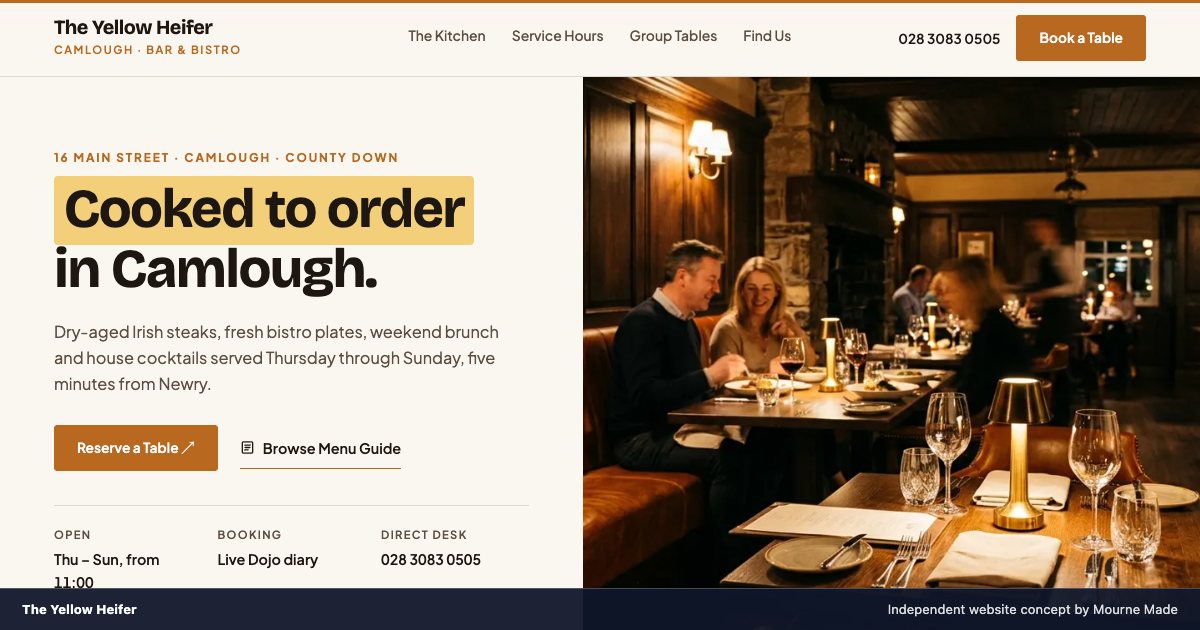 The Yellow Heifer
CAMLOUGH · BAR & BISTRO
The Kitchen
Service Hours
Group Tables
Find Us
028 3083 0505
Book a Table
16 MAIN STREET · CAMLOUGH · COUNTY DOWN
Cooked to order
in Camlough.
Dry-aged Irish steaks, fresh bistro plates, weekend brunch
and house cocktails served Thursday through Sunday, five
minutes from Newry.
Reserve a Table ↗
Browse Menu Guide
OPEN
Thu – Sun, from
11:00
BOOKING
Live Dojo diary
DIRECT DESK
028 3083 0505
The Yellow Heifer
Independent website concept by Mourne Made